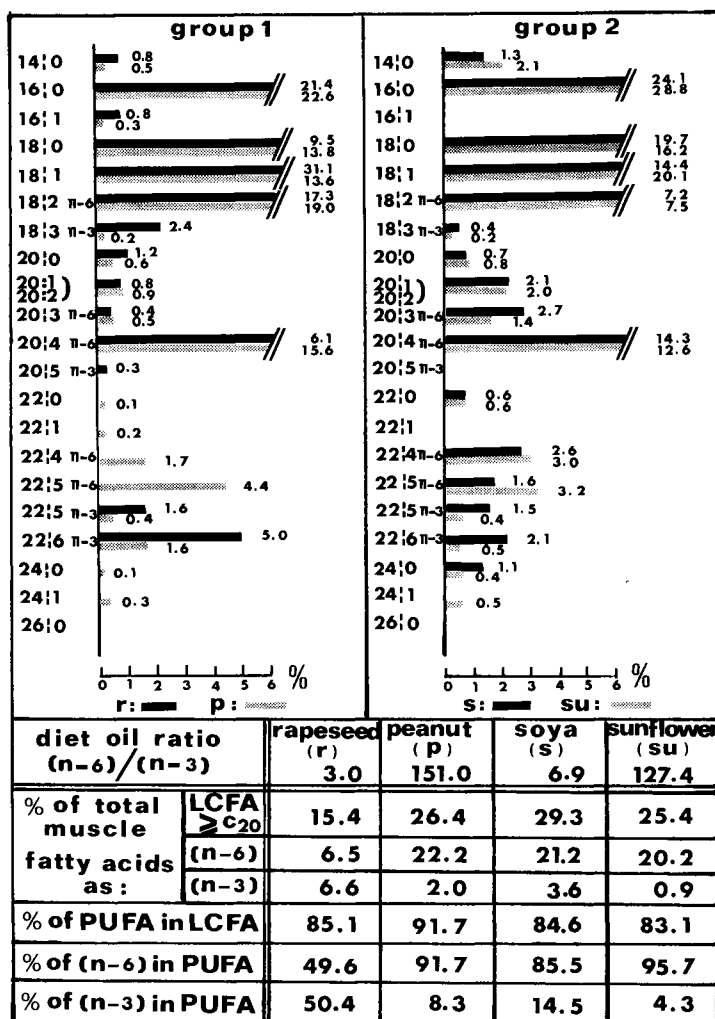 group 1
14¦0 0.8 0.5
16¦0 21.4 22.6
16¦1 0.8 0.3
18¦0 9.5 13.8
18¦1 31.1 13.6
18¦2 n-6 17.3 19.0
18¦3 n-3 2.4 0.2
20¦0 1.2 0.6
20:1 20:2) 0.8 0.9
20¦3 n-6 0.4 0.5
20¦4 n-6 6.1 15.6
20¦5 n-3 0.3
22¦0 0.1
22¦1 0.2
22¦4 n-6 1.7
22¦5 n-6 4.4
22¦5 n-3 1.6 0.4
22¦6 n-3 5.0 1.6
24¦0 0.1
24¦1 0.3
26¦0
0 1 2 3 4 5 6 %
r: p:
group 2
14¦0 1.3 2.1
16¦0 24.1 28.8
16¦1
18¦0 19.7 16.2
18¦1 14.4 20.1
18¦2 n-6 7.2 7.5
18¦3 n-3 0.4 0.2
20¦0 0.7 0.8
20¦1 20¦2) 2.1 2.0
20¦3 n-6 2.7 1.4
20¦4 n-6 14.3 12.6
20¦5 n-3
22¦0 0.6 0.6
22¦1
22¦4 n-6 2.6 3.0
22¦5 n-6 1.6 3.2
22¦5 n-3 1.5 0.4
22¦6 n-3 2.1 0.5
24¦0 1.1 0.4
24¦1 0.5
26¦0
0 1 2 3 4 5 6 %
s: su:
diet oil ratio (n-6)/(n-3) rapeseed (r) 3.0 peanut (p) 151.0 soya (s) 6.9 sunflower (su) 127.4
% of total muscle fatty acids as:
LCFA ⩾C20 15.4 26.4 29.3 25.4
(n-6) 6.5 22.2 21.2 20.2
(n-3) 6.6 2.0 3.6 0.9
% of PUFA in LCFA 85.1 91.7 84.6 83.1
% of (n-6) in PUFA 49.6 91.7 85.5 95.7
% of (n-3) in PUFA 50.4 8.3 14.5 4.3